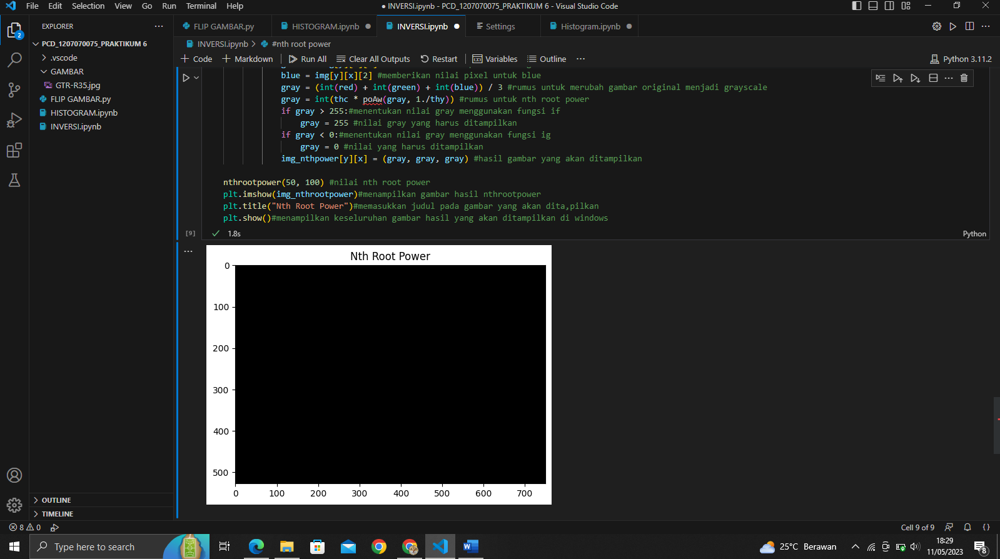 File Edit Selection View Go Run Terminal Help
● INVERSI.ipynb - PCD_1207070075_PRAKTIKUM 6 - Visual Studio Code
EXPLORER
FLIP GAMBAR.py
HISTOGRAM.ipynb
INVERSI.ipynb
Settings
Histogram.ipynb
PCD_1207070075_PRAKTIKUM 6
.vscode
GAMBAR
GTR-R35.jpg
FLIP GAMBAR.py
HISTOGRAM.ipynb
INVERSI.ipynb
INVERSI.ipynb > #nth root power
+ Code + Markdown Run All Clear All Outputs Restart Variables Outline ...
Python 3.11.2
blue = img[y][x][2] #memberikan nilai pixel untuk blue
gray = (int(red) + int(green) + int(blue)) / 3 #rumus untuk merubah gambar original menjadi grayscale
gray = int(thc * poAw(gray, 1./thy)) #rumus untuk nth root power
if gray > 255:#menentukan nilai gray menggunakan fungsi if
gray = 255 #nilai gray yang harus ditampilkan
if gray < 0:#menentukan nilai gray menggunakan fungsi ig
gray = 0 #nilai yang harus ditampilkan
img_nthpower[y][x] = (gray, gray, gray) #hasil gambar yang akan ditampilkan
nthrootpower(50, 100) #nilai nth root power
plt.imshow(img_nthrootpower)#menampilkan gambar hasil nthrootpower
plt.title("Nth Root Power")#memasukkan judul pada gambar yang akan dita,pilkan
plt.show()#menampilkan keseluruhan gambar hasil yang akan ditampilkan di windows
[9] 1.8s
Python
Nth Root Power
0
100
200
300
400
500
0 100 200 300 400 500 600 700
OUTLINE
TIMELINE
2
8 0
Cell 9 of 9
Type here to search
25°C Berawan
18:29
11/05/2023
8